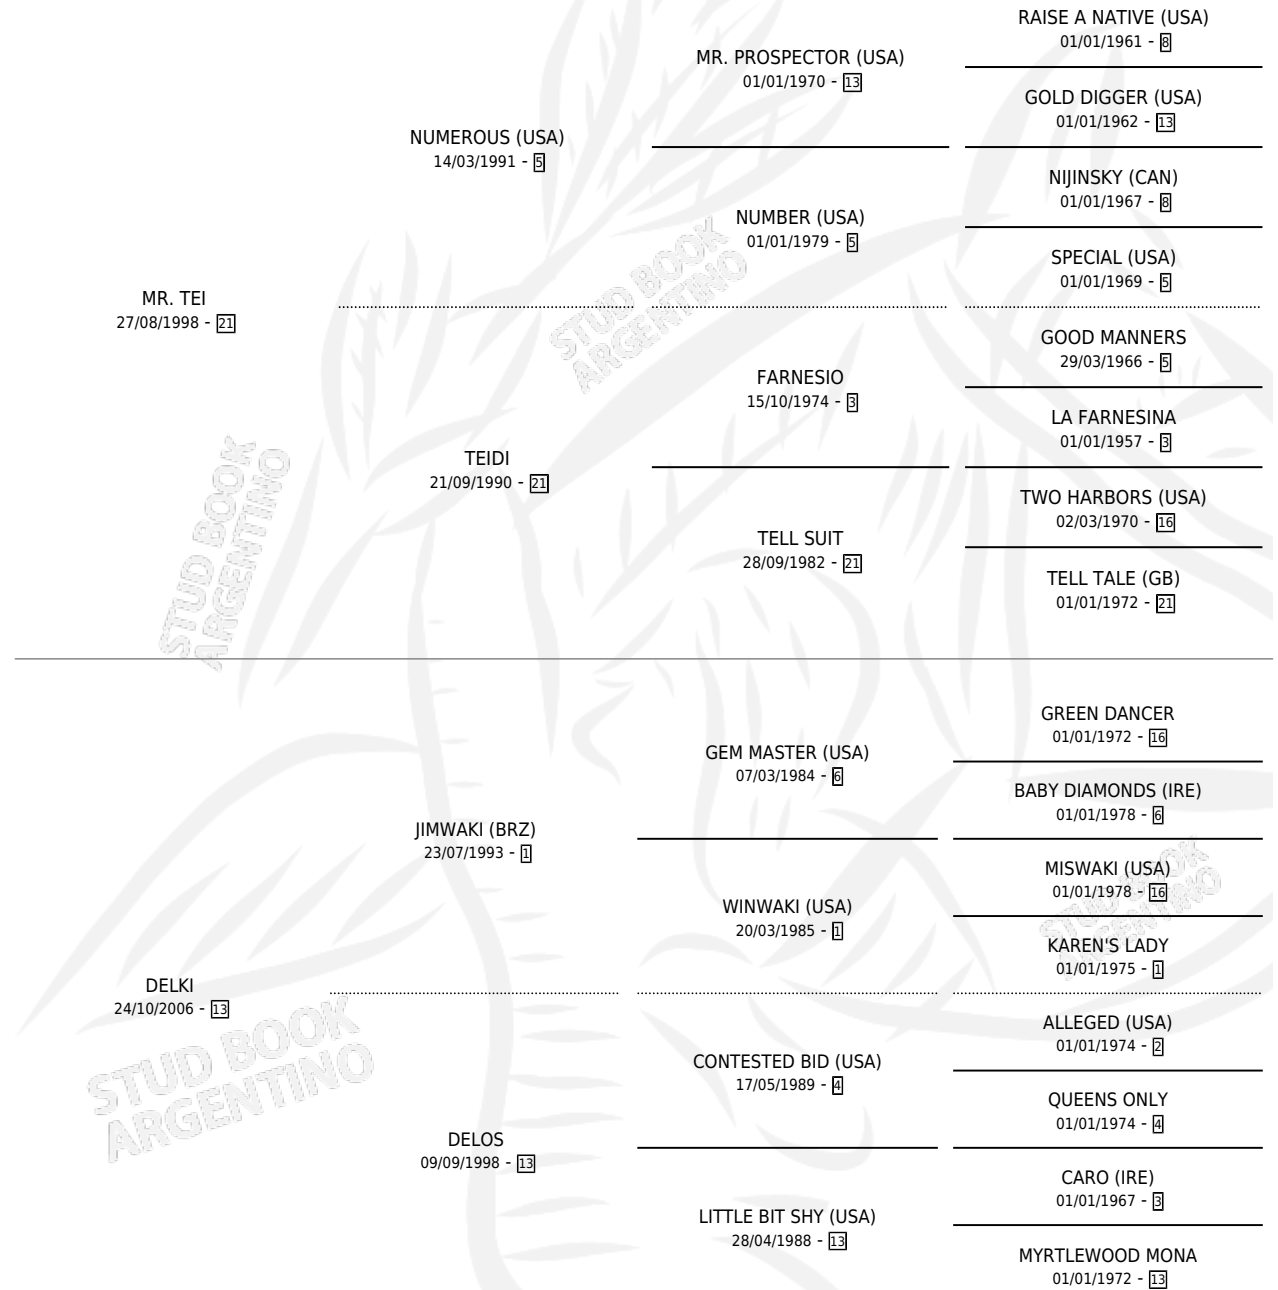 RAISE A NATIVE (USA)
01/01/1961 - 8
MR. PROSPECTOR (USA)
01/01/1970 - 13
GOLD DIGGER (USA)
01/01/1962 - 13
NUMEROUS (USA)
14/03/1991 - 5
NIJINSKY (CAN)
01/01/1967 - 8
NUMBER (USA)
01/01/1979 - 5
SPECIAL (USA)
01/01/1969 - 5
MR. TEI
27/08/1998 - 21
GOOD MANNERS
29/03/1966 - 5
FARNESIO
15/10/1974 - 3
LA FARNESINA
01/01/1957 - 3
TEIDI
21/09/1990 - 21
TWO HARBORS (USA)
02/03/1970 - 16
TELL SUIT
28/09/1982 - 21
TELL TALE (GB)
01/01/1972 - 21
STUD BOOK
ARGENTINO
STUD BOOK
ARGENTINO
GREEN DANCER
01/01/1972 - 16
GEM MASTER (USA)
07/03/1984 - 6
BABY DIAMONDS (IRE)
01/01/1978 - 6
JIMWAKI (BRZ)
23/07/1993 - 1
MISWAKI (USA)
01/01/1978 - 16
WINWAKI (USA)
20/03/1985 - 1
KAREN'S LADY
01/01/1975 - 1
STUD BOOK
ARGENTINO
DELKI
24/10/2006 - 13
ALLEGED (USA)
01/01/1974 - 2
CONTESTED BID (USA)
17/05/1989 - 4
QUEENS ONLY
01/01/1974 - 4
STUD BOOK
ARGENTINO
DELOS
09/09/1998 - 13
CARO (IRE)
01/01/1967 - 3
LITTLE BIT SHY (USA)
28/04/1988 - 13
MYRTLEWOOD MONA
01/01/1972 - 13